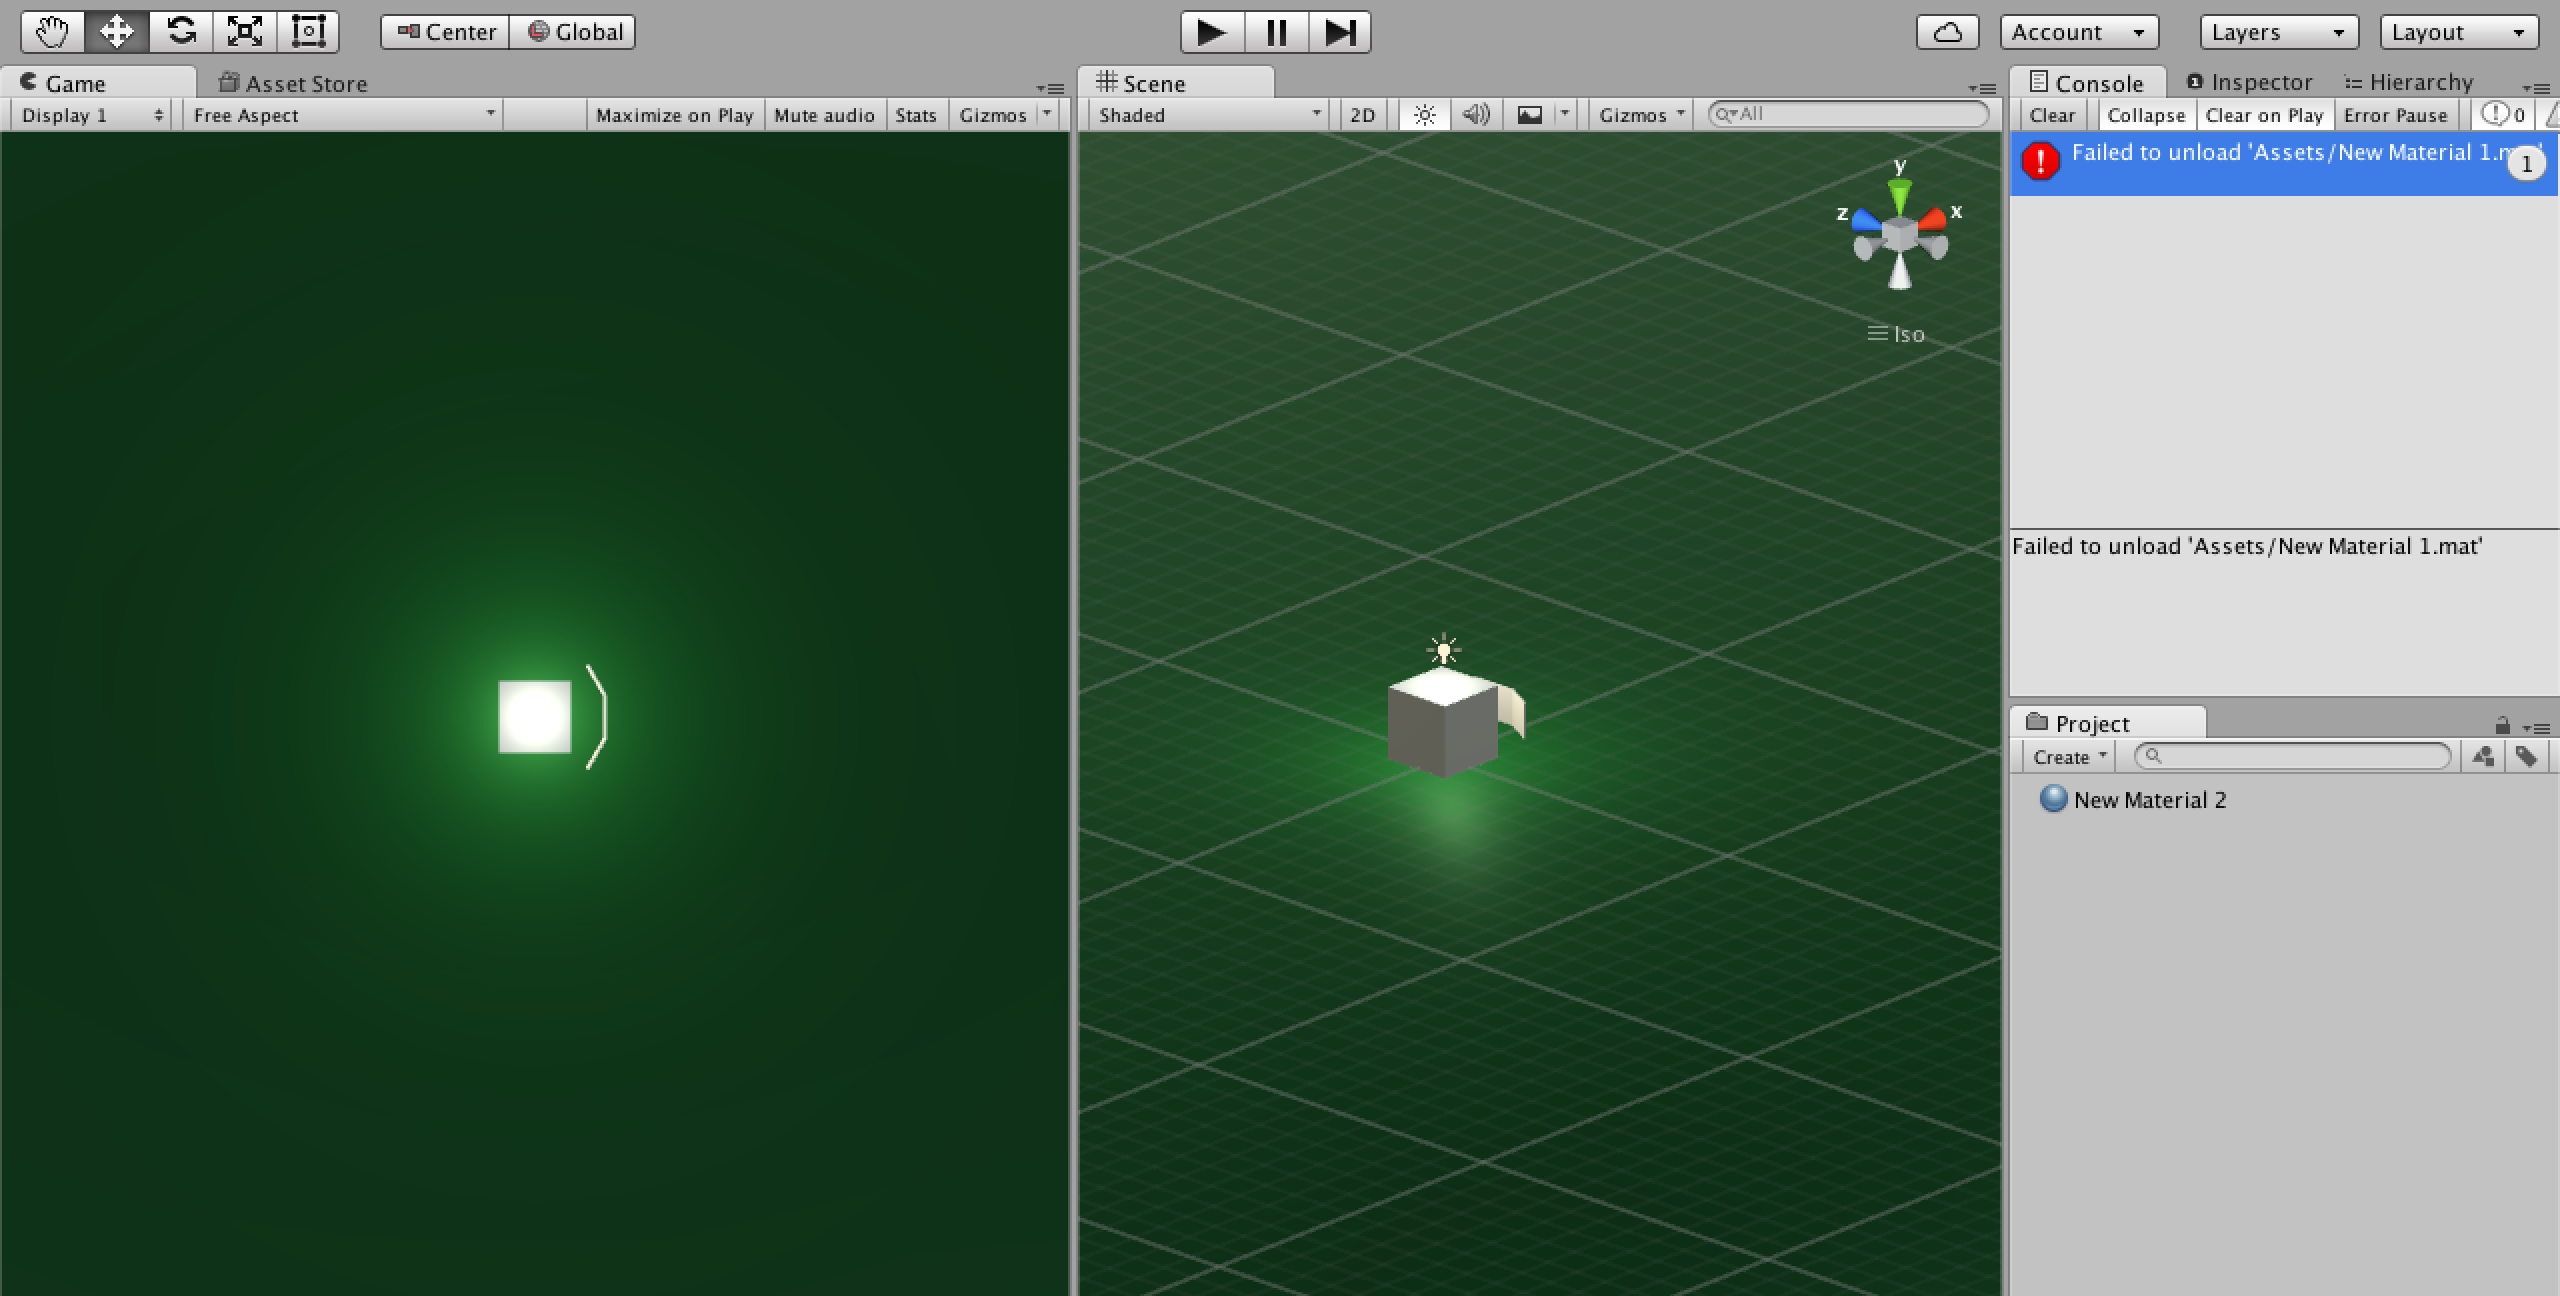 Center Global Account Layers Layout
Game Asset Store
Display 1 Free Aspect Maximize on Play Mute audio Stats Gizmos
Scene
Shaded 2D Gizmos All
y
z x
Iso
Console Inspector Hierarchy
Clear Collapse Clear on Play Error Pause 0
Failed to unload 'Assets/New Material 1.m 1
Failed to unload 'Assets/New Material 1.mat'
Project
Create
New Material 2